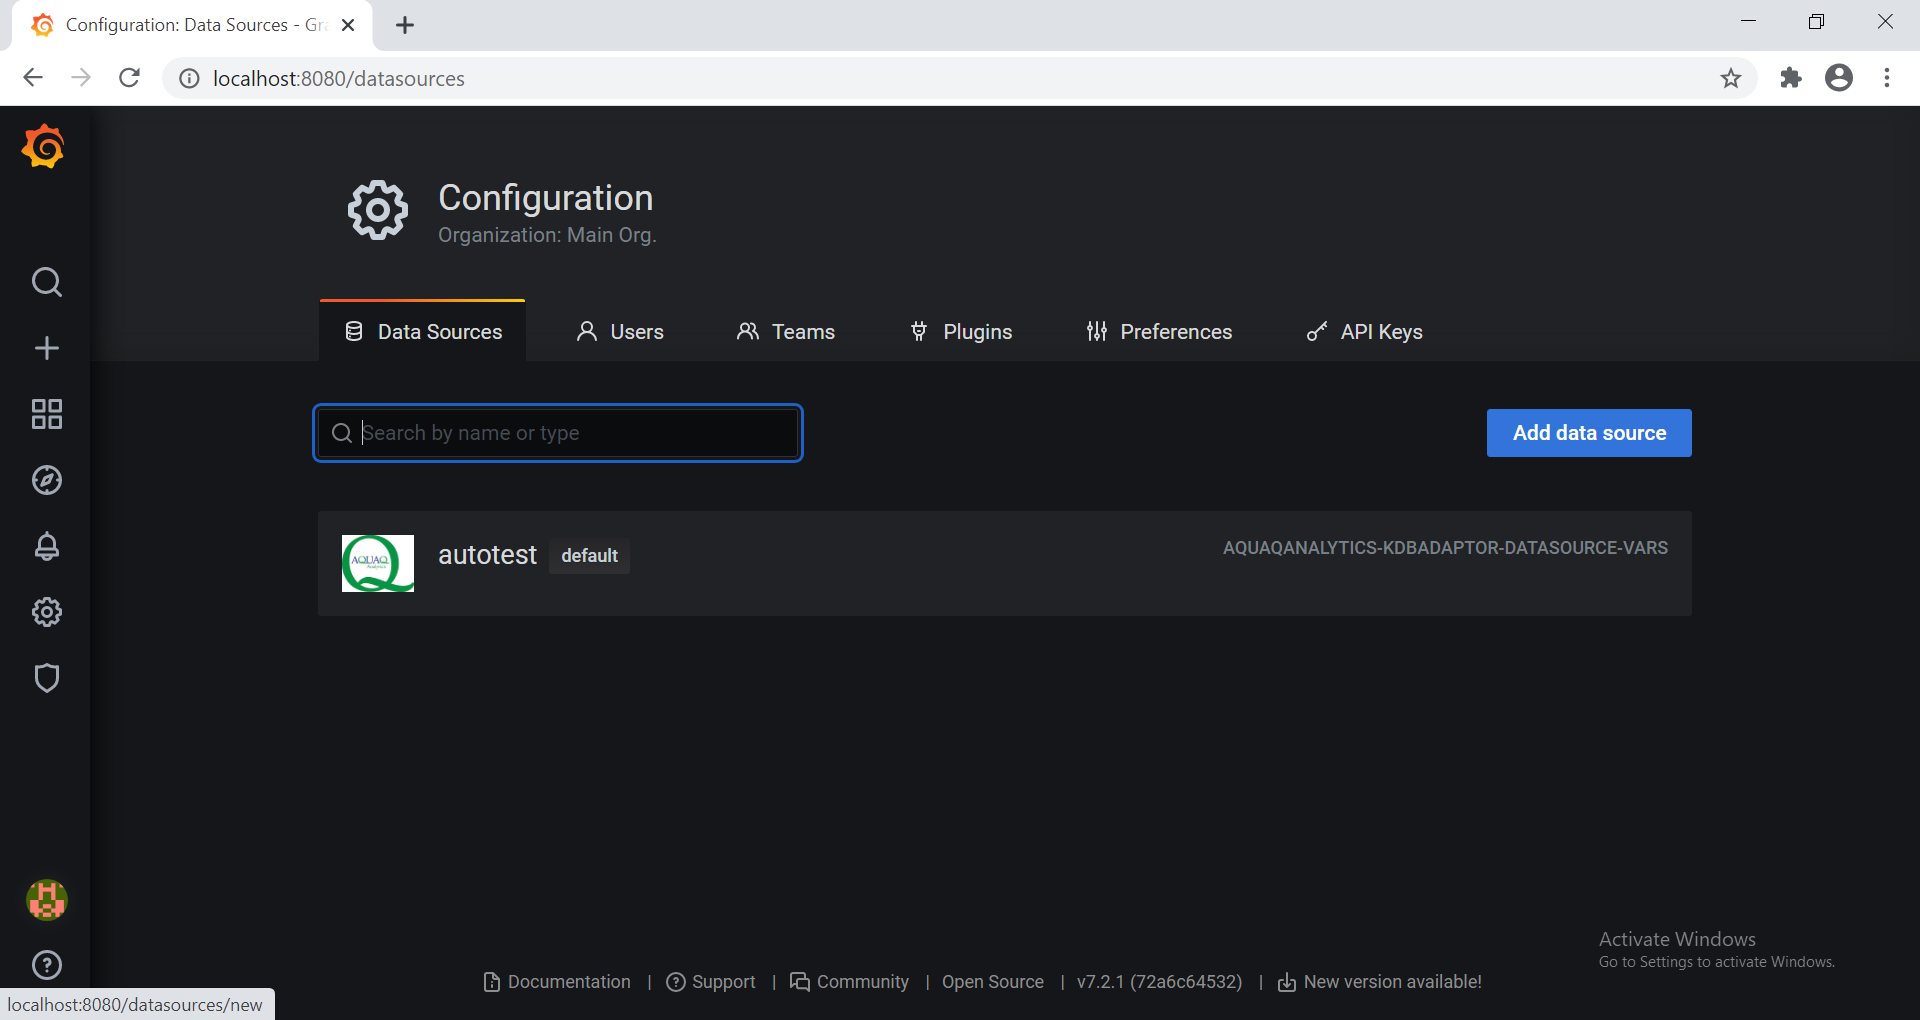 Configuration: Data Sources - Gra
localhost:8080/datasources
Configuration
Organization: Main Org.
Data Sources
Users
Teams
Plugins
Preferences
API Keys
Search by name or type
Add data source
AQUAQ
Analytics
autotest
default
AQUAQANALYTICS-KDBADAPTOR-DATASOURCE-VARS
Activate Windows
Go to Settings to activate Windows.
Documentation | Support | Community | Open Source | v7.2.1 (72a6c64532) | New version available!
localhost:8080/datasources/new